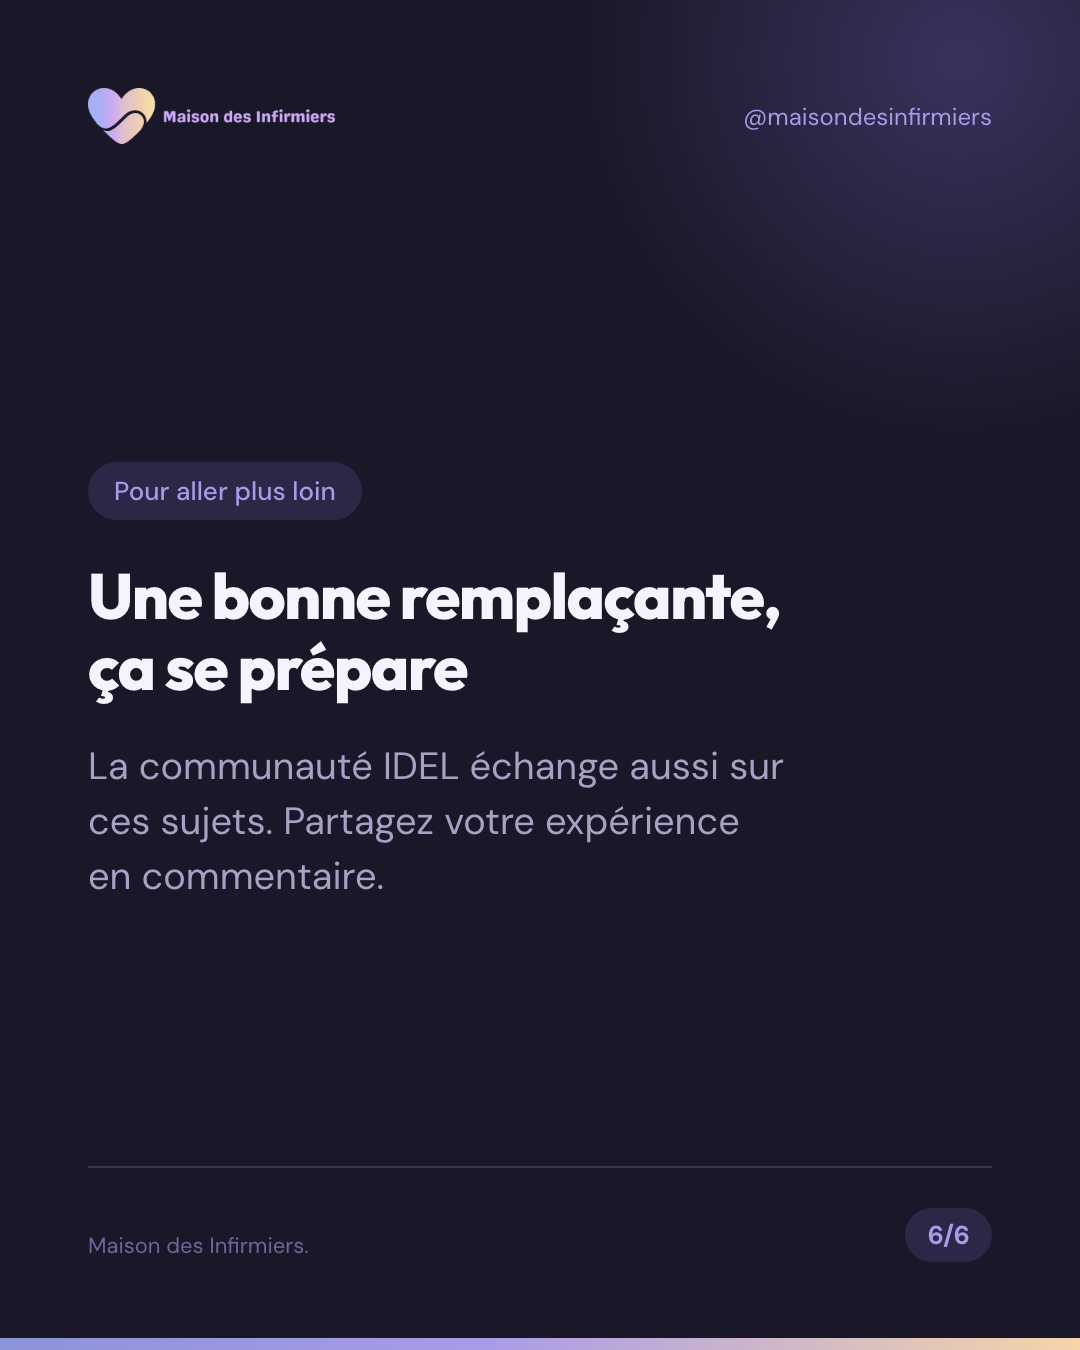 Maison des Infirmiers
@maisondesinfirmiers
Pour aller plus loin
Une bonne remplaçante,
ça se prépare
La communauté IDEL échange aussi sur
ces sujets. Partagez votre expérience
en commentaire.
Maison des Infirmiers.
6/6